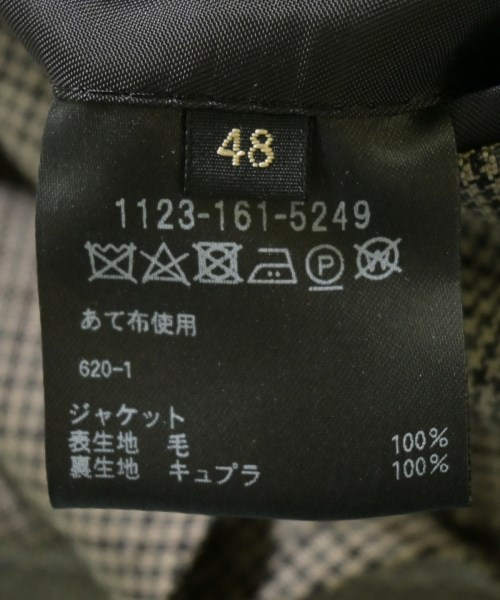 48
1123-161-5249
P W
あて布使用
620-1
ジャケット
表生地 毛 100%
裏生地 キュプラ 100%